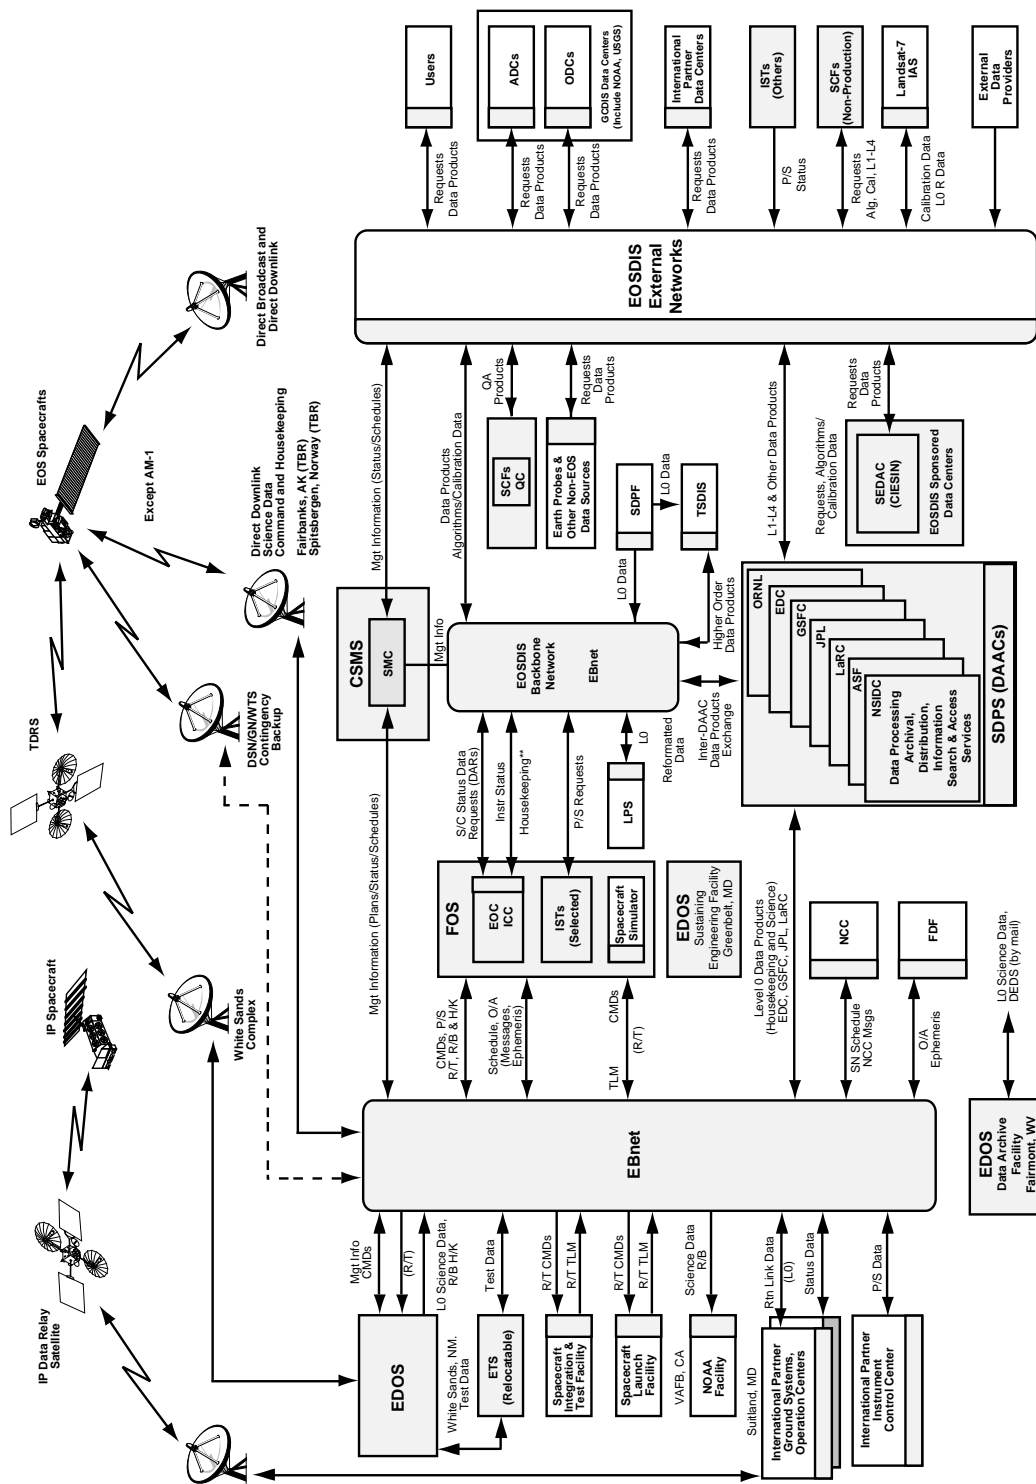 IP Data Relay
Satellite
IP Spacecraft
TDRS
EOS Spacecrafts
Except AM-1
White Sands
Complex
DSN/GN/WTS
Contingency
Backup
Direct Downlink
Science Data
Command and Housekeeping
Fairbanks, AK (TBR)
Spitsbergen, Norway (TBR)
Direct Broadcast and
Direct Downlink
EDOS
White Sands, NM.
Test Data
ETS
(Relocatable)
Spacecraft
Integration &
Test Facility
Spacecraft
Launch
Facility
VAFB, CA
NOAA
Facility
Suitland, MD
International Partner
Ground Systems,
Operation Centers
International Partner
Instrument
Control Center
Mgt Info
CMDs
(R/T)
L0 Science Data,
R/B H/K
Test Data
R/T CMDs
R/T TLM
R/T CMDs
R/T TLM
Science Data
R/B
Rtn Link Data
(L0)
Status Data
P/S Data
EBnet
EDOS
Data Archive
Facility
Fairmont, WV
L0 Science Data,
DEDS (by mail)
Mgt Information (Plans/Status/Schedules)
CMDs, P/S
R/T, R/B & H/K
Schedule, O/A
(Messages,
Ephemeris)
TLM
(R/T)
CMDs
Level 0 Data Products
(Housekeeping and Science)
EDC, GSFC, JPL, LaRC
SN Schedule
NCC Msgs
O/A
Ephemeris
FOS
EOC
ICC
ISTs
(Selected)
Spacecraft
Simulator
EDOS
Sustaining
Engineering Facility
Greenbelt, MD
NCC
FDF
S/C Status Data
Requests (DARs)
Instr Status
Housekeeping**
P/S Requests
LPS
L0
Reformatted
Data
Inter-DAAC
Data Products
Exchange
CSMS
SMC
Mgt Info
EOSDIS
Backbone
Network
EBnet
L0 Data
Higher Order
Data Products
SDPF
L0 Data
TSDIS
ORNL
EDC
GSFC
JPL
LaRC
ASF
NSIDC
Data Processing
Archival,
Distribution,
Information
Search & Access
Services
SDPS (DAACs)
Mgt Information (Status/Schedules)
Data Products
Algorithms/Calibration Data
SCFs
QC
QA
Products
Earth Probes &
Other Non-EOS
Data Sources
Requests
Data
Products
L1-L4 & Other Data Products
Requests, Algorithms/
Calibration Data
Requests
Data
Products
SEDAC
(CIESIN)
EOSDIS Sponsored
Data Centers
EOSDIS
External
Networks
Requests
Data Products
Requests
Data Products
Requests
Data Products
Requests
Data Products
P/S
Status
Requests
Alg, Cal, L1-L4
Calibration Data
L0 R Data
Users
ADCs
ODCs
GCDIS Data Centers
(Include NOAA, USGS)
International
Partner
Data Centers
ISTs
(Others)
SCFs
(Non-Production)
Landsat-7
IAS
External
Data
Providers